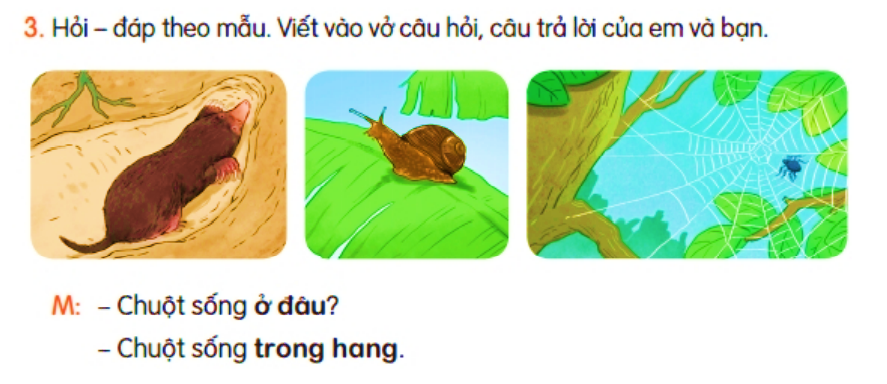 3. Hỏi – đáp theo mẫu. Viết vào vở câu hỏi, câu trả lời của em và bạn.
M: – Chuột sống ở đâu?
– Chuột sống trong hang.